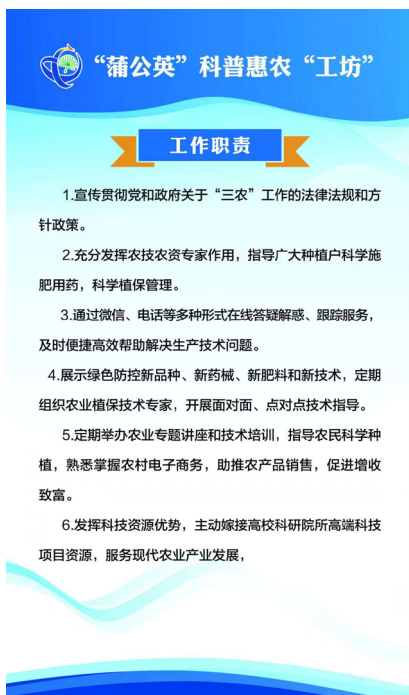 “蒲公英”科普惠农“工坊”
工作职责
1.宣传贯彻党和政府关于“三农”工作的法律法规和方
针政策。
2.充分发挥农技农资专家作用，指导广大种植户科学施
肥用药，科学植保管理。
3.通过微信、电话等多种形式在线答疑解惑、跟踪服务，
及时便捷高效帮助解决生产技术问题。
4.展示绿色防控新品种、新药械、新肥料和新技术，定期
组织农业植保技术专家，开展面对面、点对点技术指导。
5.定期举办农业专题讲座和技术培训，指导农民科学种
植，熟悉掌握农村电子商务，助推农产品销售，促进增收
致富。
6.发挥科技资源优势，主动嫁接高校科研院所高端科技
项目资源，服务现代农业产业发展，